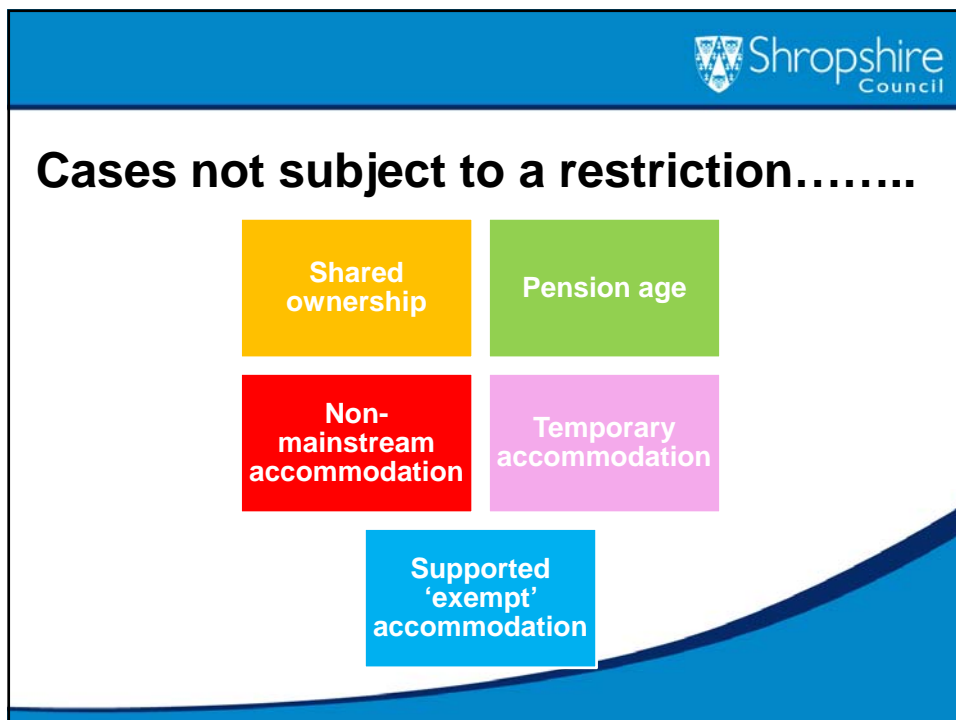 Shropshire
Council
Cases not subject to a restriction……..
Shared
ownership
Pension age
Non-
mainstream
accommodation
Temporary
accommodation
Supported
‘exempt’
accommodation